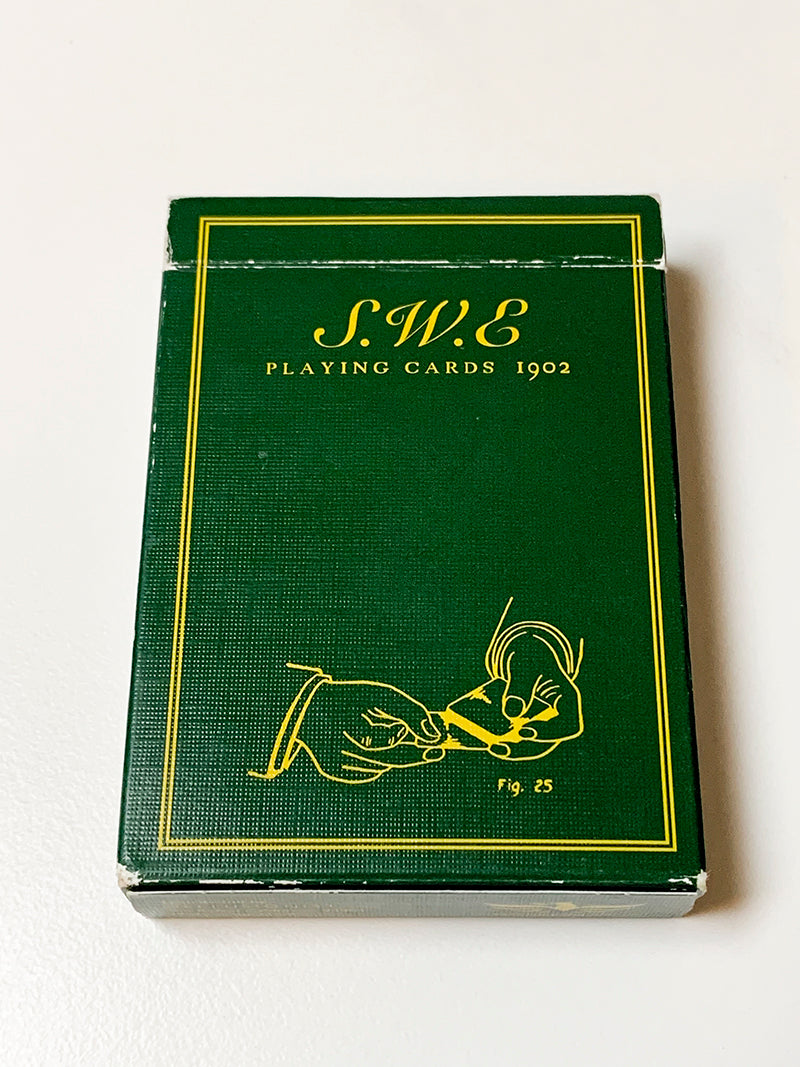 S.W.E
PLAYING CARDS 1902
Fig. 25